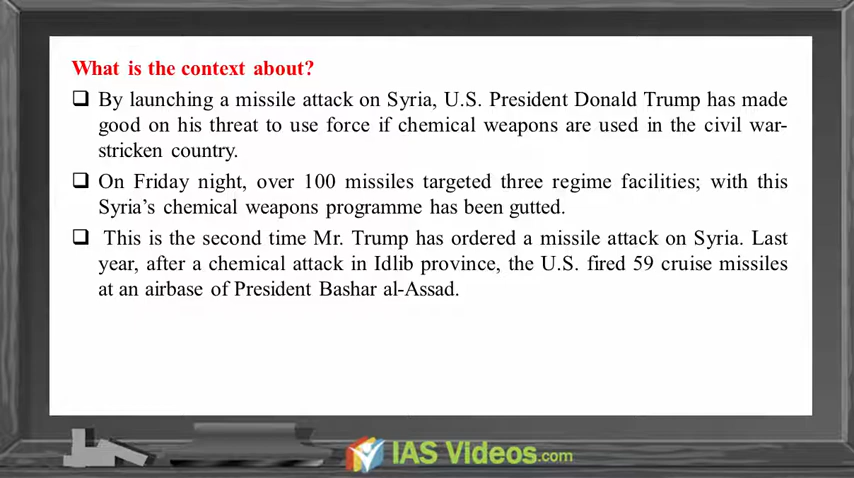 What is the context about?
❑ By launching a missile attack on Syria, U.S. President Donald Trump has made
good on his threat to use force if chemical weapons are used in the civil war-
stricken country.
❑ On Friday night, over 100 missiles targeted three regime facilities; with this
Syria's chemical weapons programme has been gutted.
❑ This is the second time Mr. Trump has ordered a missile attack on Syria. Last
year, after a chemical attack in Idlib province, the U.S. fired 59 cruise missiles
at an airbase of President Bashar al-Assad.
IAS Videos.com